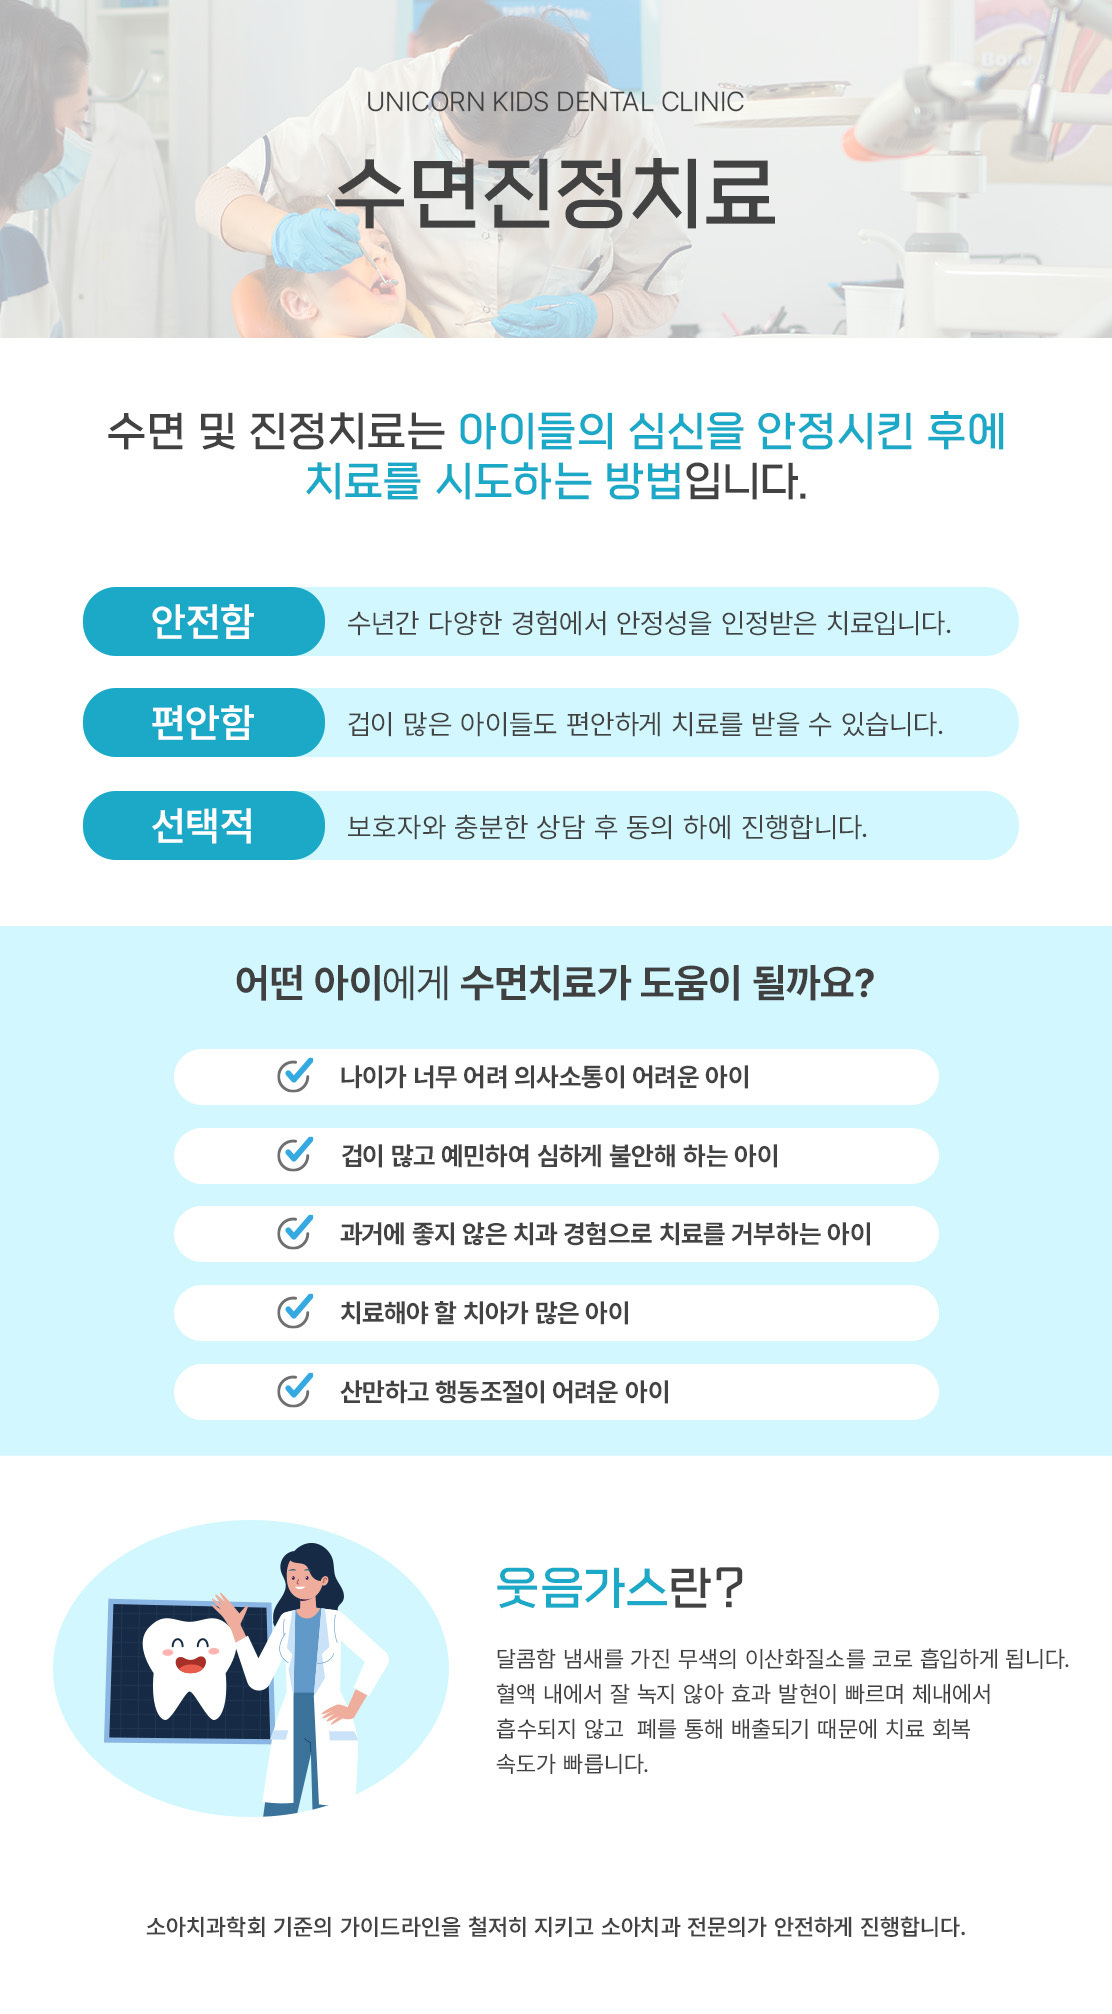 types of teeth
Bone
UNICORN KIDS DENTAL CLINIC
수면진정치료
수면 및 진정치료는 아이들의 심신을 안정시킨 후에
치료를 시도하는 방법입니다.
안전함 수년간 다양한 경험에서 안정성을 인정받은 치료입니다.
편안함 겁이 많은 아이들도 편안하게 치료를 받을 수 있습니다.
선택적 보호자와 충분한 상담 후 동의 하에 진행합니다.
어떤 아이에게 수면치료가 도움이 될까요?
나이가 너무 어려 의사소통이 어려운 아이
겁이 많고 예민하여 심하게 불안해 하는 아이
과거에 좋지 않은 치과 경험으로 치료를 거부하는 아이
치료해야 할 치아가 많은 아이
산만하고 행동조절이 어려운 아이
웃음가스란?
달콤함 냄새를 가진 무색의 이산화질소를 코로 흡입하게 됩니다.
혈액 내에서 잘 녹지 않아 효과 발현이 빠르며 체내에서
흡수되지 않고 폐를 통해 배출되기 때문에 치료 회복
속도가 빠릅니다.
소아치과학회 기준의 가이드라인을 철저히 지키고 소아치과 전문의가 안전하게 진행합니다.